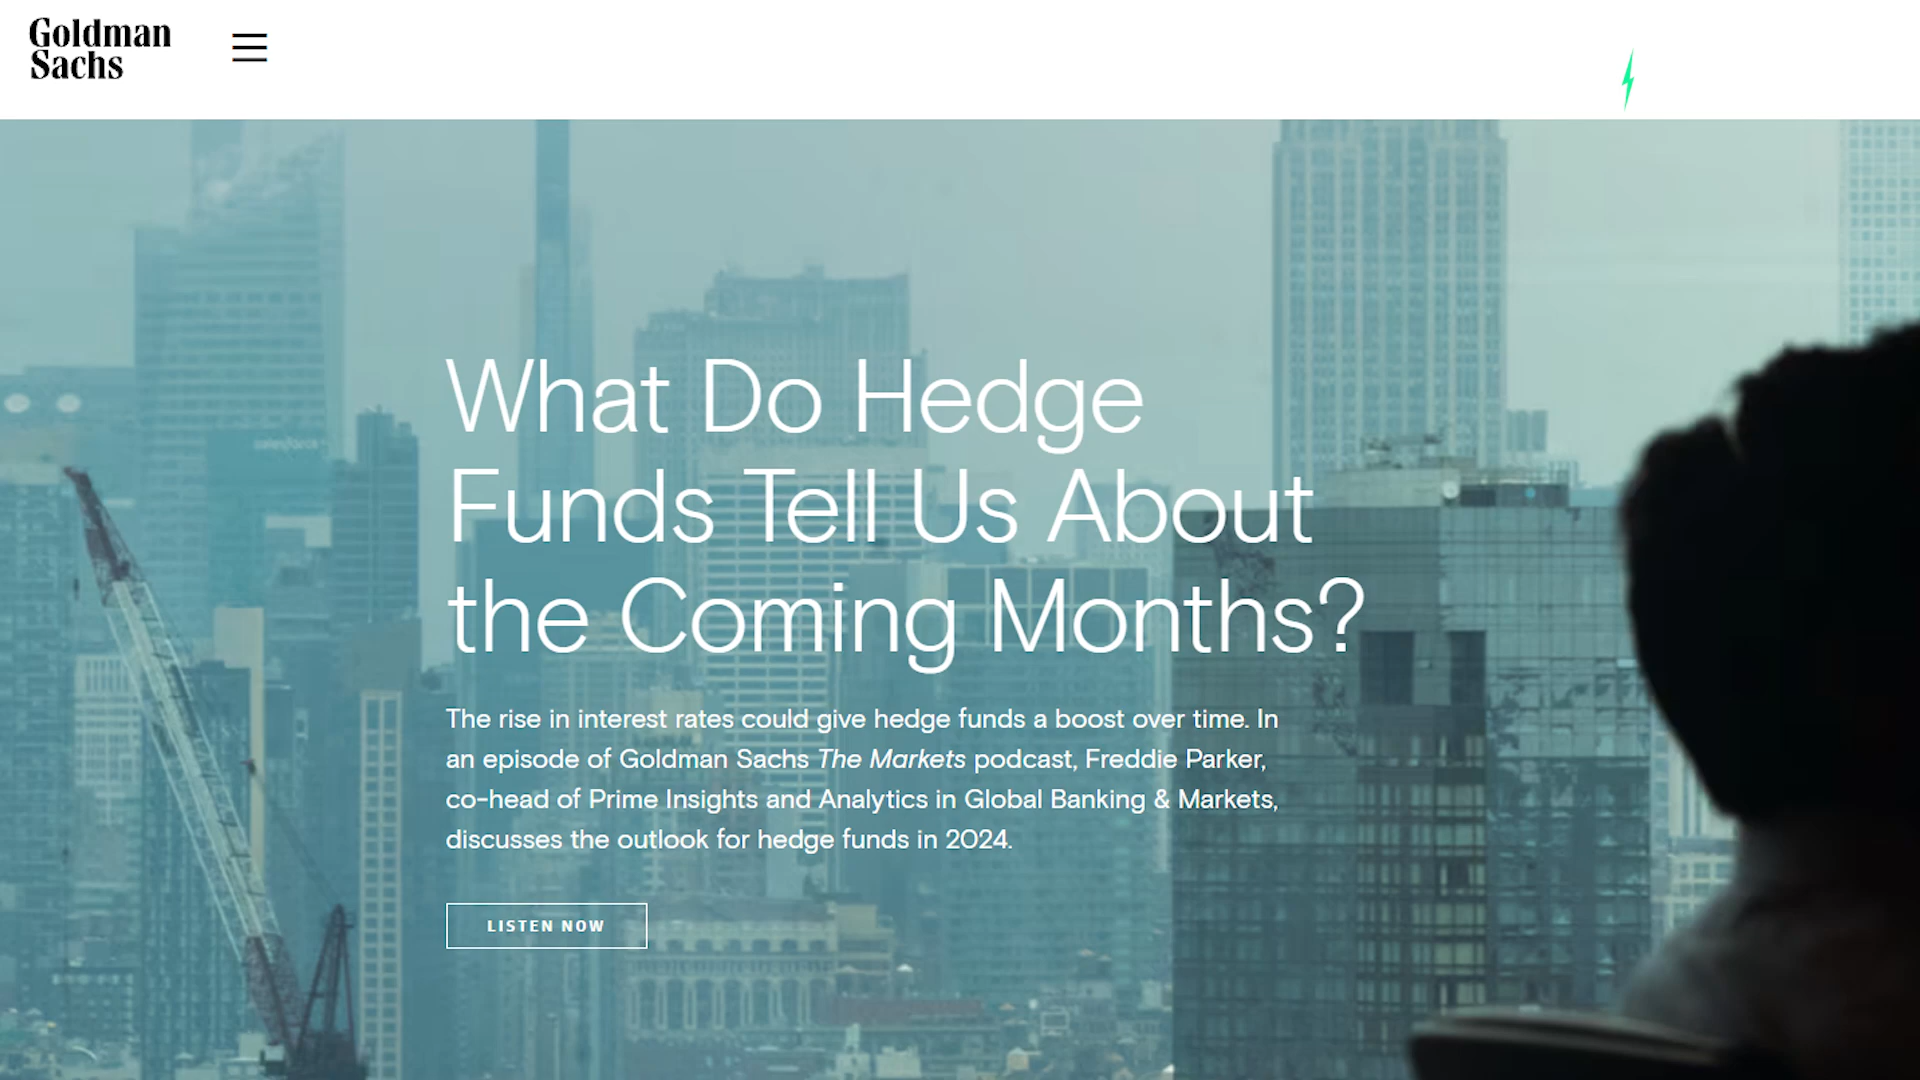 Goldman
Sachs
salesforce
What Do Hedge
Funds Tell Us About
the Coming Months?
The rise in interest rates could give hedge funds a boost over time. In
an episode of Goldman Sachs The Markets podcast, Freddie Parker,
co-head of Prime Insights and Analytics in Global Banking & Markets,
discusses the outlook for hedge funds in 2024.
LISTEN NOW